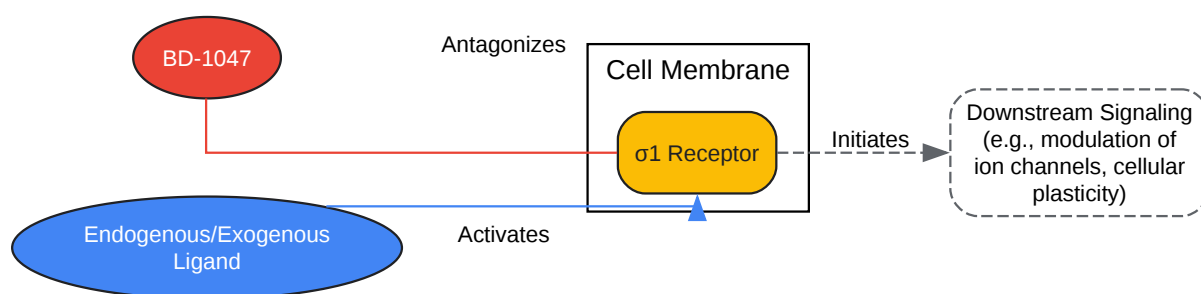 BD-1047
Antagonizes
Cell Membrane
σ1 Receptor
Initiates
Downstream Signaling
(e.g., modulation of
ion channels, cellular
plasticity)
Endogenous/Exogenous
Ligand
Activates